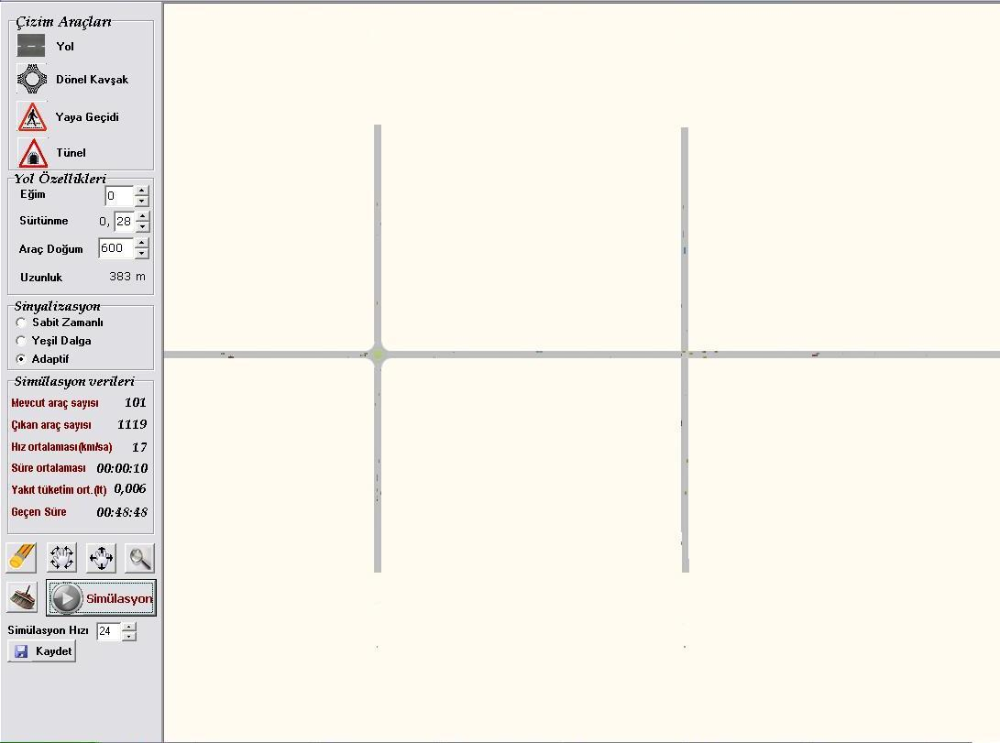 Çizim Araçları
Yol
Dönel Kavşak
Yaya Geçidi
Tünel
Yol Özellikleri
Eğim 0
Sürtünme 0, 28
Araç Doğum 600
Uzunluk 383 m
Sinyalizasyon
Sabit Zamanlı
Yeşil Dalga
Adaptif
Simülasyon verileri
Mevcut araç sayısı 101
Çıkan araç sayısı 1119
Hız ortalaması(km/sa) 17
Süre ortalaması 00:00:10
Yakıt tüketim ort.(lt) 0,006
Geçen Süre 00:48:48
Simülasyon
Simülasyon Hızı 24
Kaydet